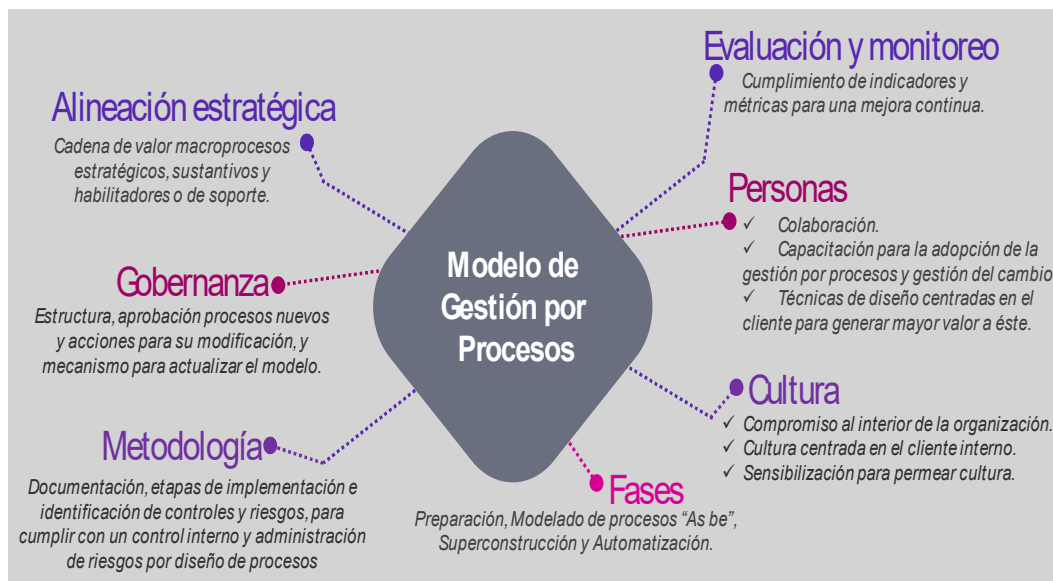 Evaluación y monitoreo
Cumplimiento de indicadores y
métricas para una mejora continua.
Alineación estratégica
Cadena de valor macroprocesos
estratégicos, sustantivos y
habilitadores o de soporte.
Personas
✓ Colaboración.
✓ Capacitación para la adopción de la
gestión por procesos y gestión del cambio
✓ Técnicas de diseño centradas en el
cliente para generar mayor valor a éste.
Modelo de
Gestión por
Procesos
Gobernanza
Estructura, aprobación procesos nuevos
y acciones para su modificación, y
mecanismo para actualizar el modelo.
Cultura
✓ Compromiso al interior de la organización.
✓ Cultura centrada en el cliente interno.
✓ Sensibilización para permear cultura.
Metodología
Documentación, etapas de implementación e
identificación de controles y riesgos, para
cumplir con un control interno y administración
de riesgos por diseño de procesos
Fases
Preparación, Modelado de procesos “As be”,
Superconstrucción y Automatización.